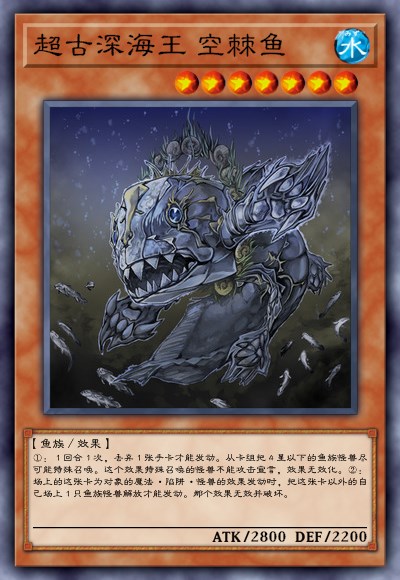 超古深海王 空棘鱼
水
【鱼族／效果】
①：1回合1次，丢弃1张手卡才能发动。从卡组把4星以下的鱼族怪兽尽
可能特殊召唤。这个效果特殊召唤的怪兽不能攻击宣言，效果无效化。②：
场上的这张卡为对象的魔法·陷阱·怪兽的效果发动时，把这张卡以外的自
己场上1只鱼族怪兽解放才能发动。那个效果无效并破坏。
ATK/2800 DEF/2200